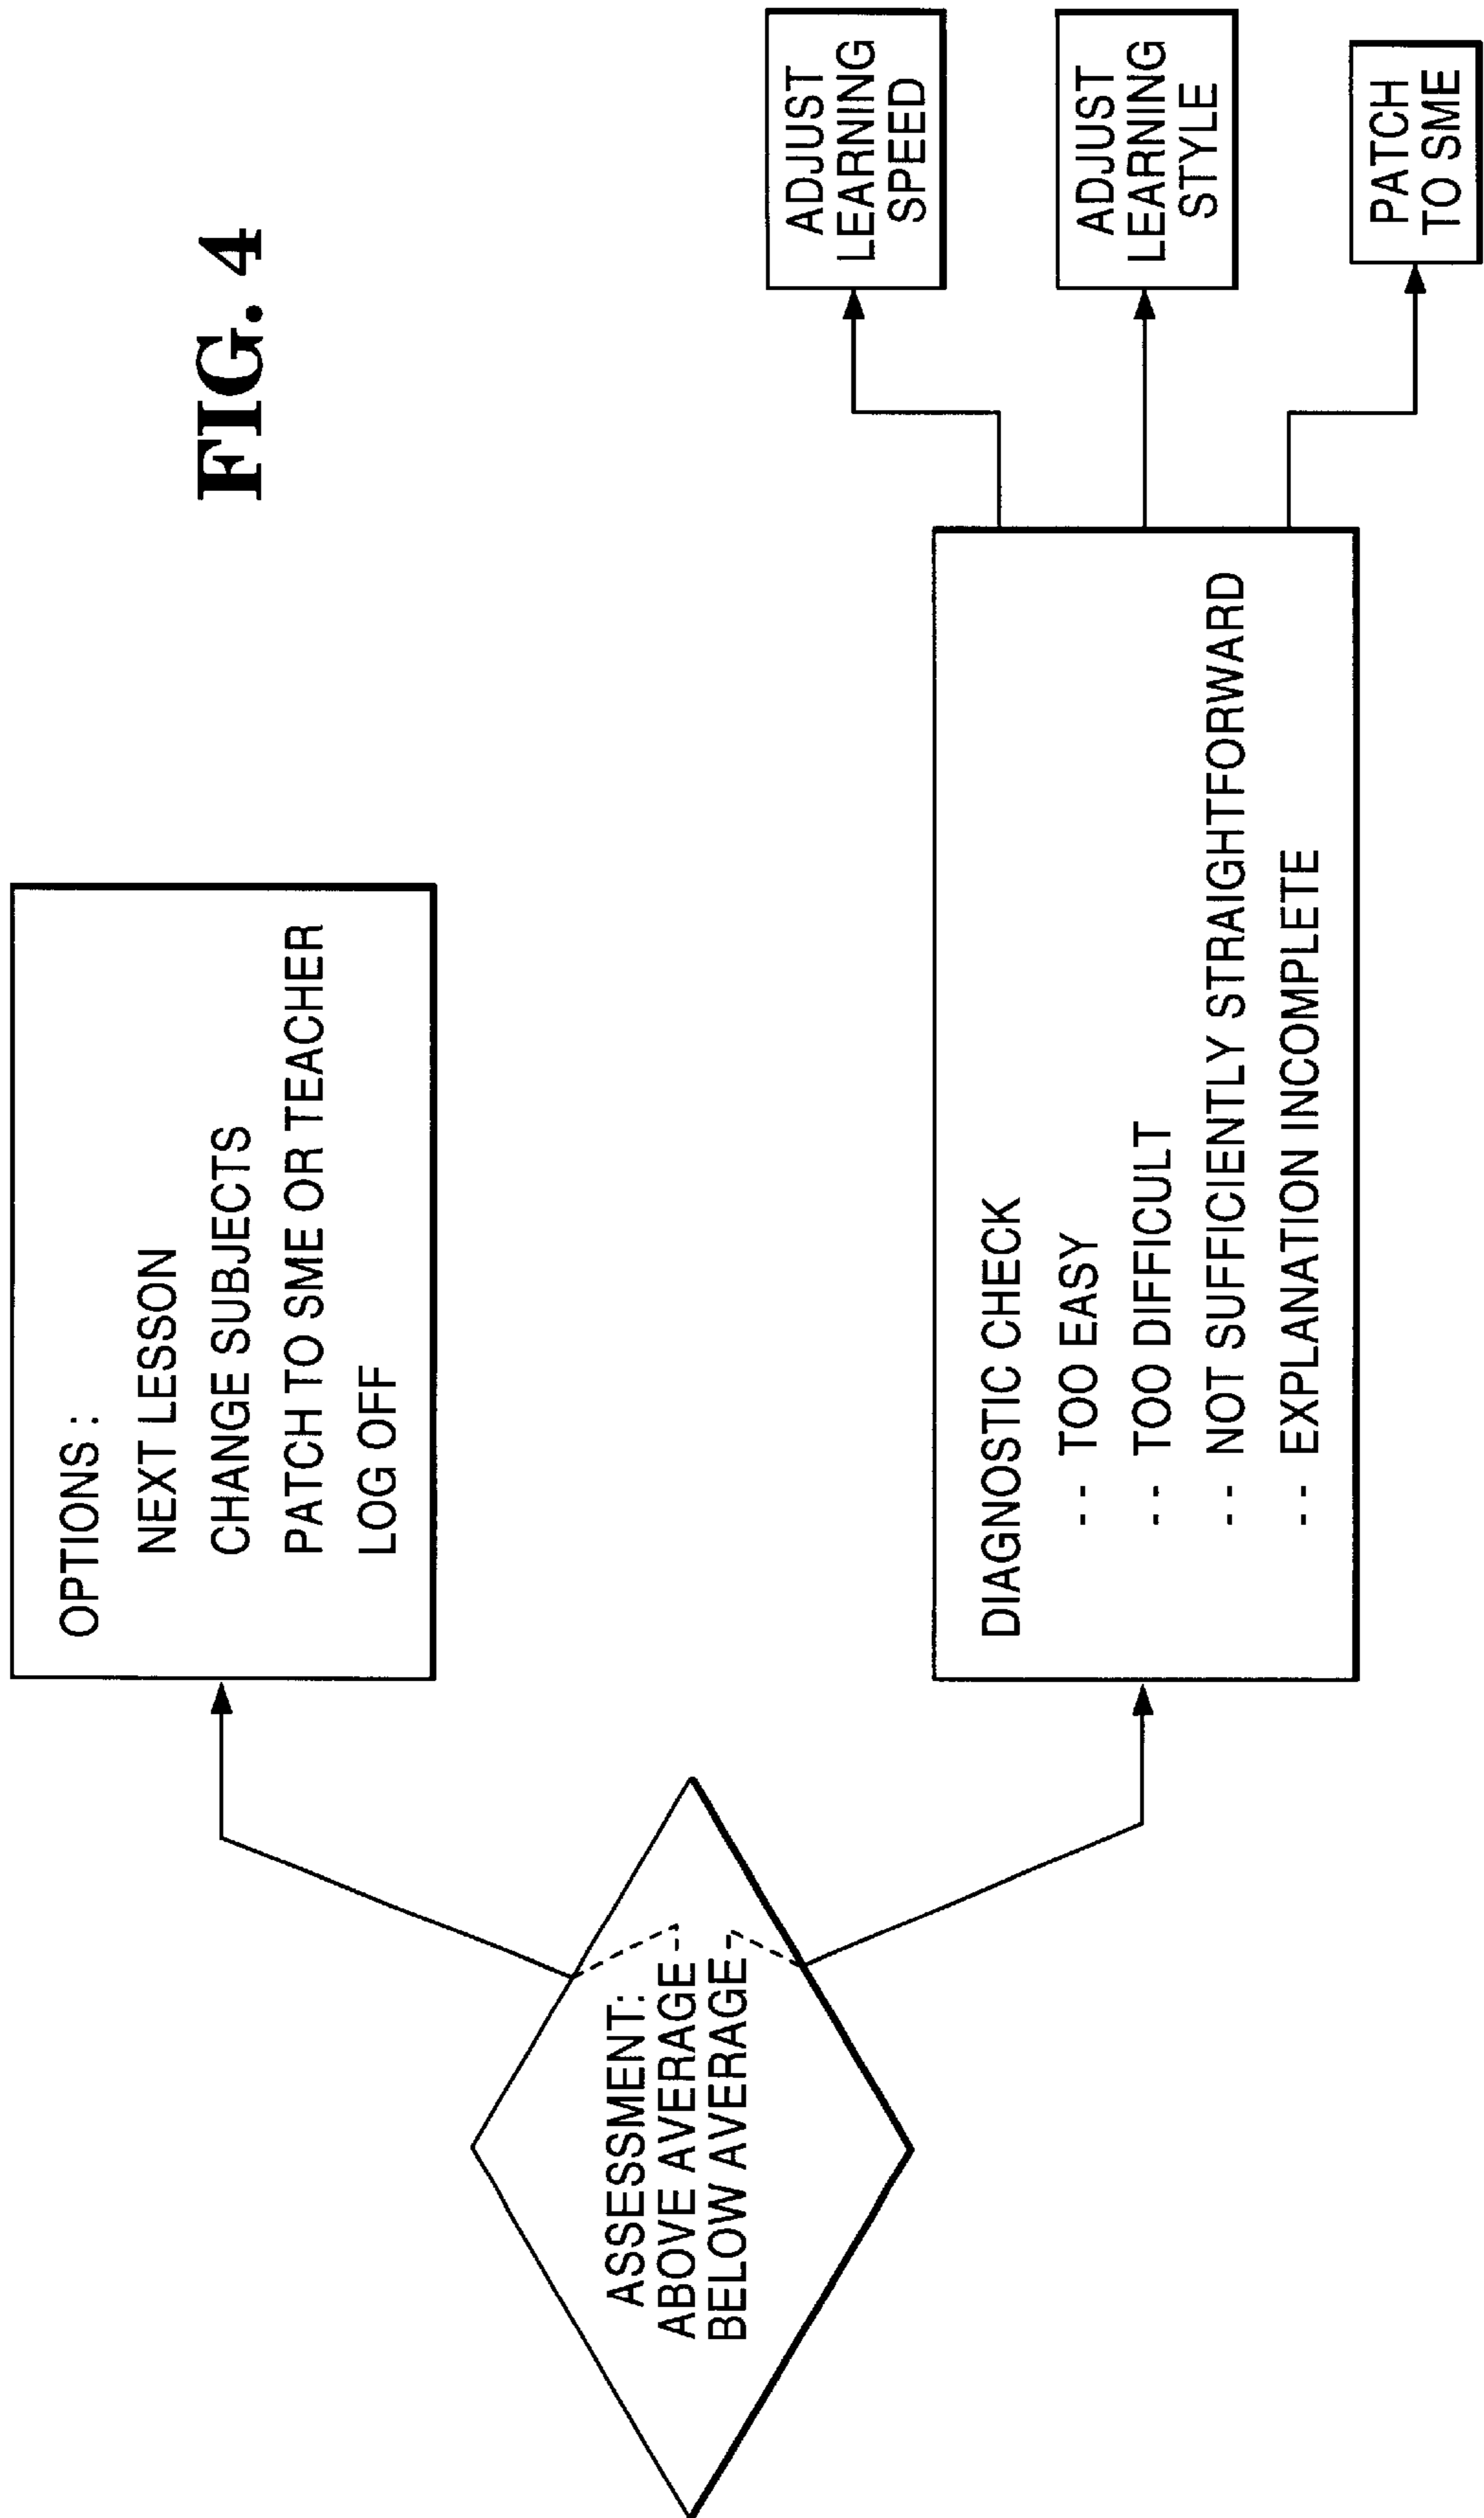 FIG. 4
ASSESSMENT:
ABOVE AVERAGE
BELOW AVERAGE
OPTIONS:
NEXT LESSON
CHANGE SUBJECTS
PATCH TO SME OR TEACHER
LOG OFF
DIAGNOSTIC CHECK
-- TOO EASY
-- TOO DIFFICULT
-- NOT SUFFICIENTLY STRAIGHTFORWARD
-- EXPLANATION INCOMPLETE
ADJUST
LEARNING
SPEED
ADJUST
LEARNING
STYLE
PATCH
TO SME